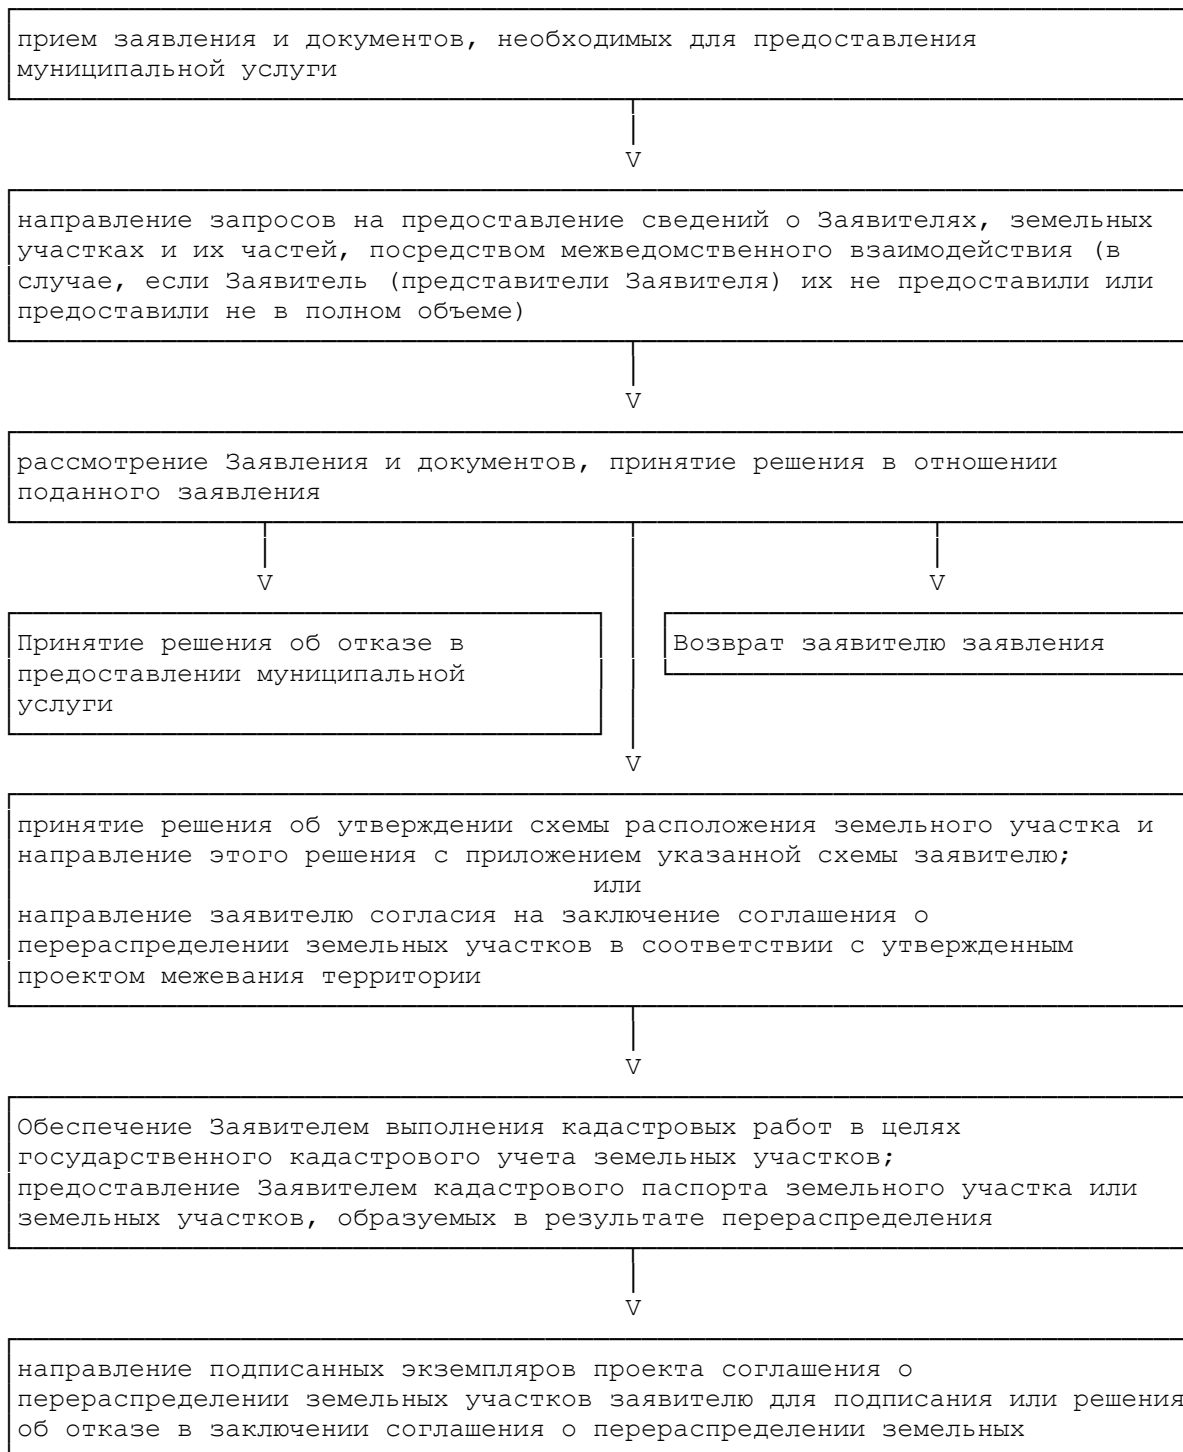 прием заявления и документов, необходимых для предоставления
муниципальной услуги
V
направление запросов на предоставление сведений о Заявителях, земельных
участках и их частей, посредством межведомственного взаимодействия (в
случае, если Заявитель (представители Заявителя) их не предоставили или
предоставили не в полном объеме)
V
рассмотрение Заявления и документов, принятие решения в отношении
поданного заявления
V V
Принятие решения об отказе в
предоставлении муниципальной
услуги
Возврат заявителю заявления
V
принятие решения об утверждении схемы расположения земельного участка и
направление этого решения с приложением указанной схемы заявителю;
или
направление заявителю согласия на заключение соглашения о
перераспределении земельных участков в соответствии с утвержденным
проектом межевания территории
V
Обеспечение Заявителем выполнения кадастровых работ в целях
государственного кадастрового учета земельных участков;
предоставление Заявителем кадастрового паспорта земельного участка или
земельных участков, образуемых в результате перераспределения
V
направление подписанных экземпляров проекта соглашения о
перераспределении земельных участков заявителю для подписания или решения
об отказе в заключении соглашения о перераспределении земельных